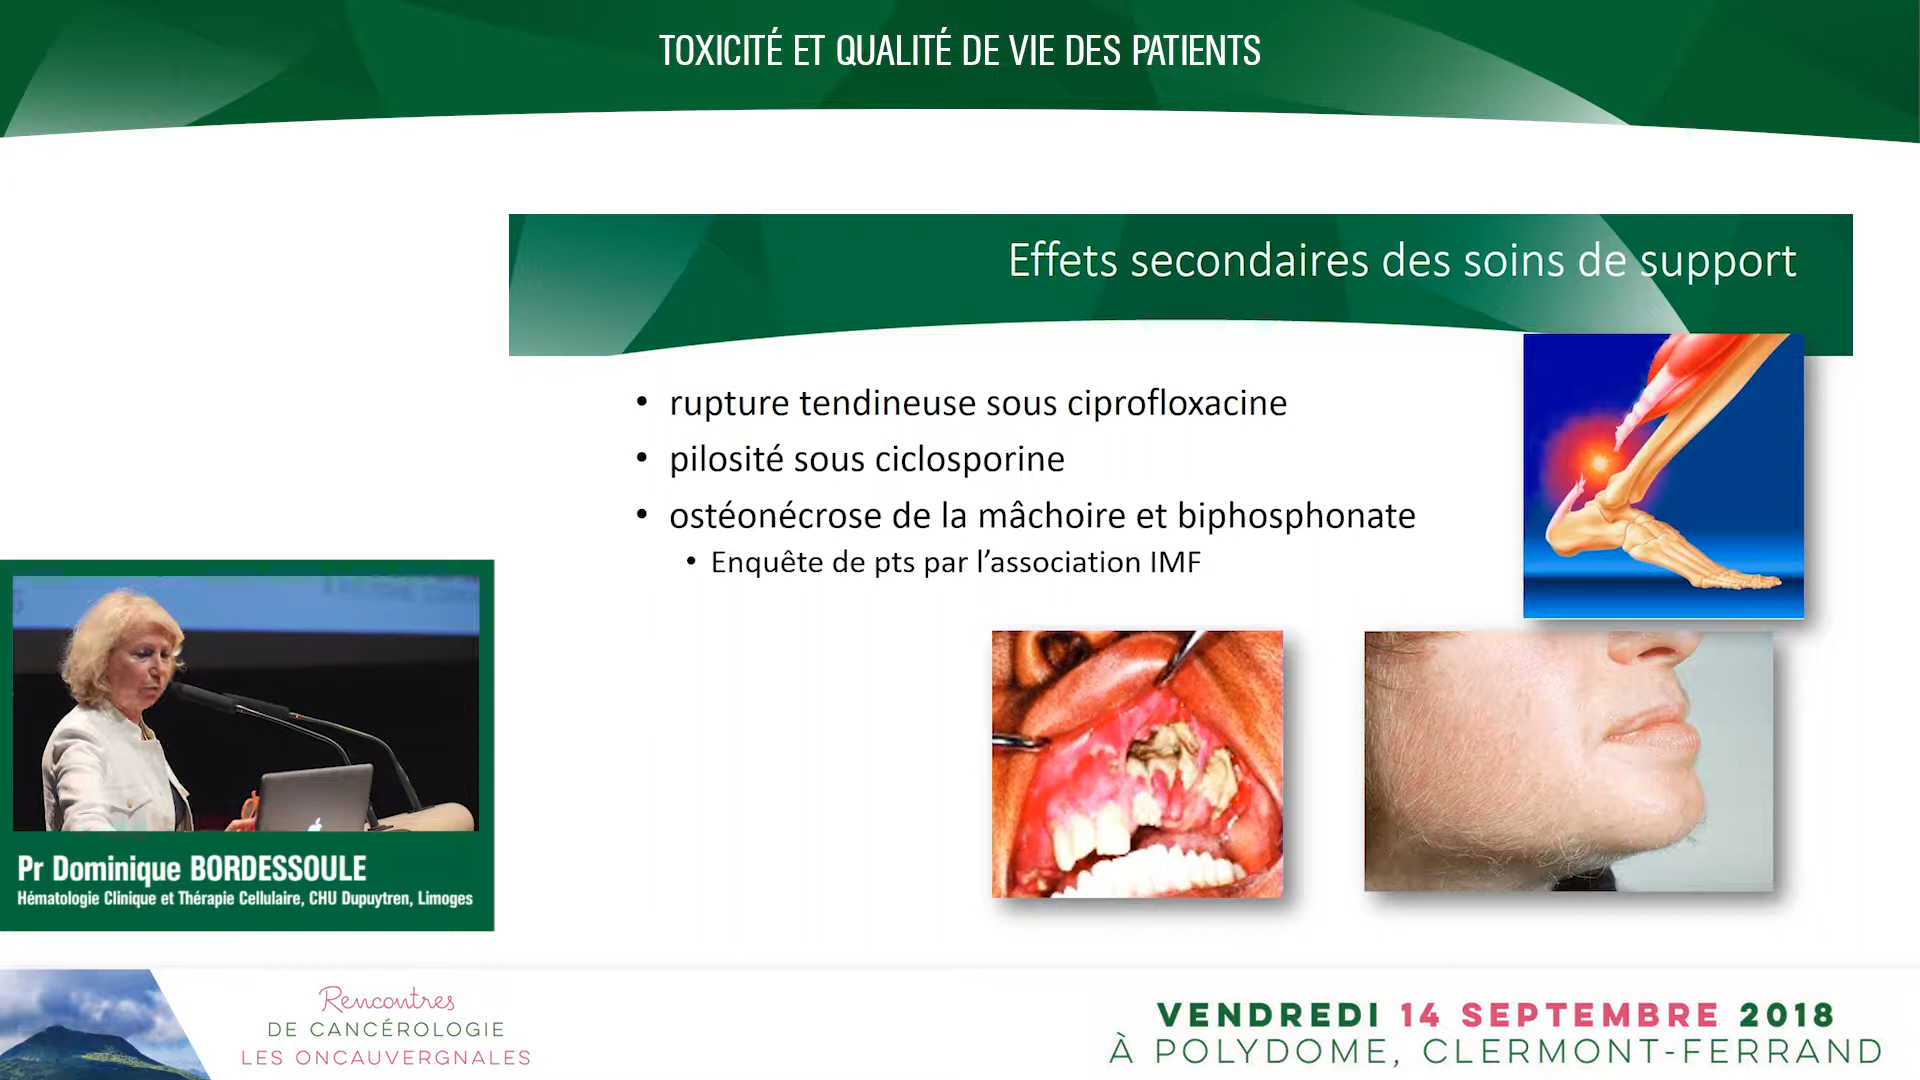 TOXICITÉ ET QUALITÉ DE VIE DES PATIENTS
Effets secondaires des soins de support
• rupture tendineuse sous ciprofloxacine
• pilosité sous ciclosporine
• ostéonécrose de la mâchoire et biphosphonate
• Enquête de pts par l’association IMF
Pr Dominique BORDESSOULE
Hématologie Clinique et Thérapie Cellulaire, CHU Dupuytren, Limoges
Rencontres
DE CANCÉROLOGIE
LES ONCAUVERGNALES
VENDREDI 14 SEPTEMBRE 2018
À POLYDOME, CLERMONT-FERRAND